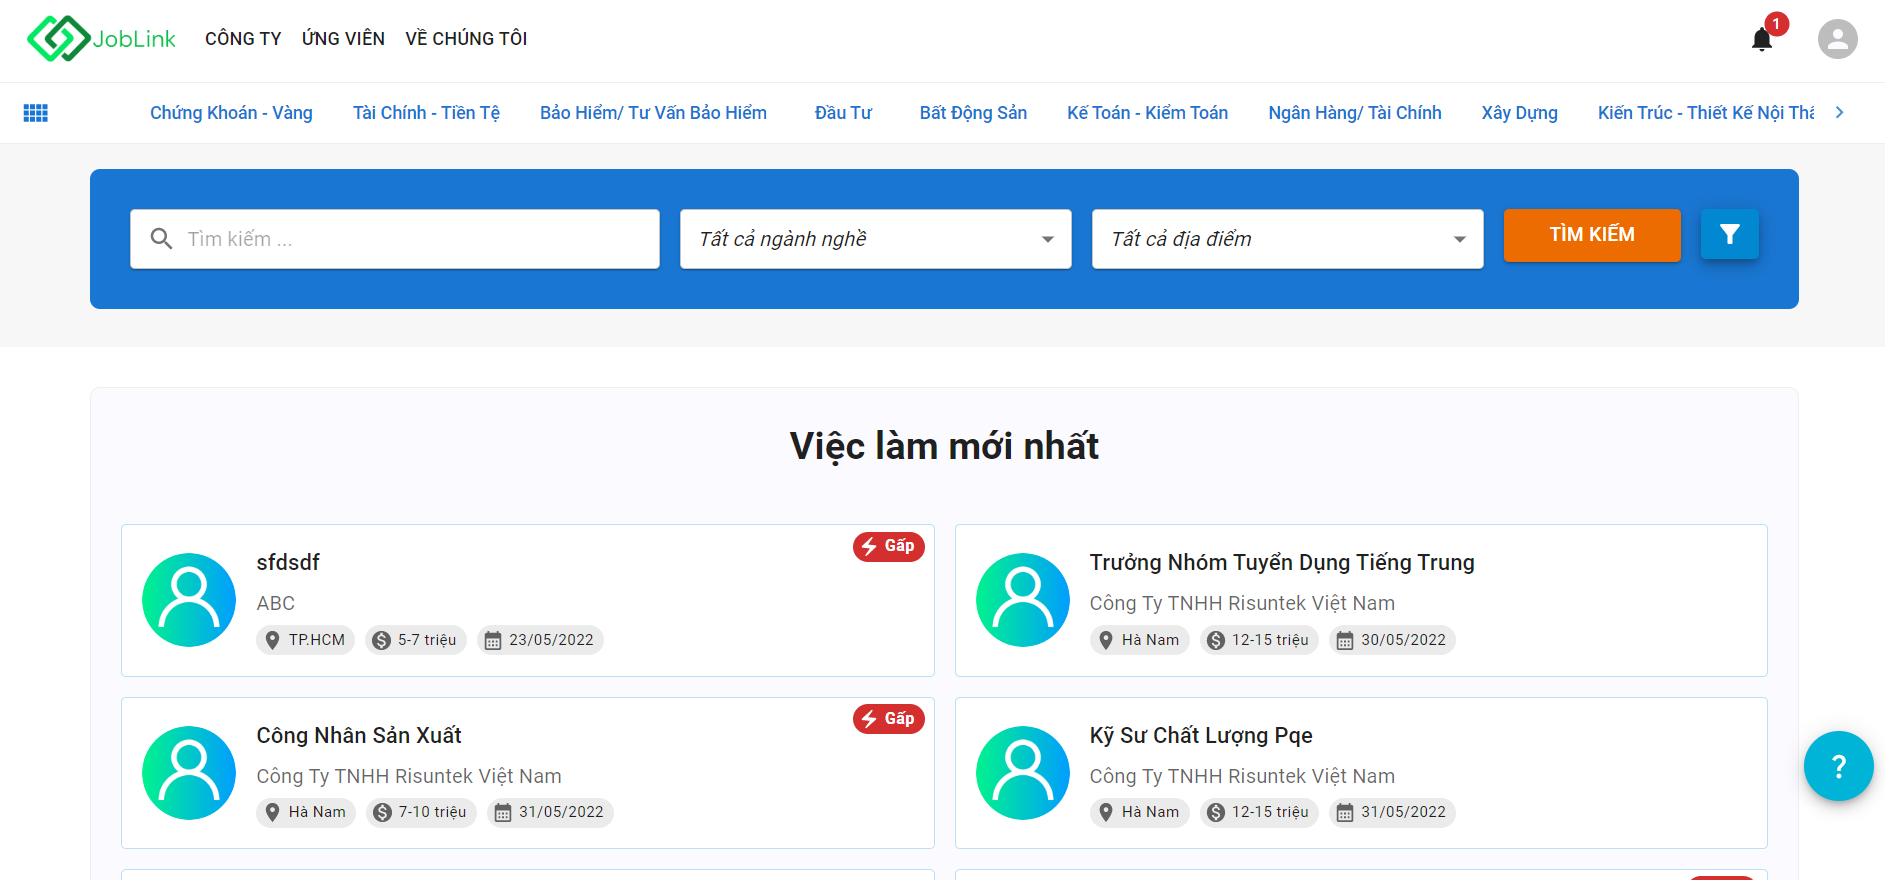 JobLink CÔNG TY ỨNG VIÊN VỀ CHÚNG TÔI 1
Chứng Khoán - Vàng Tài Chính - Tiền Tệ Bảo Hiểm/ Tư Vấn Bảo Hiểm Đầu Tư Bất Động Sản Kế Toán - Kiểm Toán Ngân Hàng/ Tài Chính Xây Dựng Kiến Trúc - Thiết Kế Nội
Tìm kiếm ... Tất cả ngành nghề Tất cả địa điểm TÌM KIẾM
Việc làm mới nhất
sfdsdf
Gấp
ABC
TP.HCM 5-7 triệu 23/05/2022
Trưởng Nhóm Tuyển Dụng Tiếng Trung
Công Ty TNHH Risuntek Việt Nam
Hà Nam 12-15 triệu 30/05/2022
Công Nhân Sản Xuất
Gấp
Công Ty TNHH Risuntek Việt Nam
Hà Nam 7-10 triệu 31/05/2022
Kỹ Sư Chất Lượng Pqe
Công Ty TNHH Risuntek Việt Nam
Hà Nam 12-15 triệu 31/05/2022
?